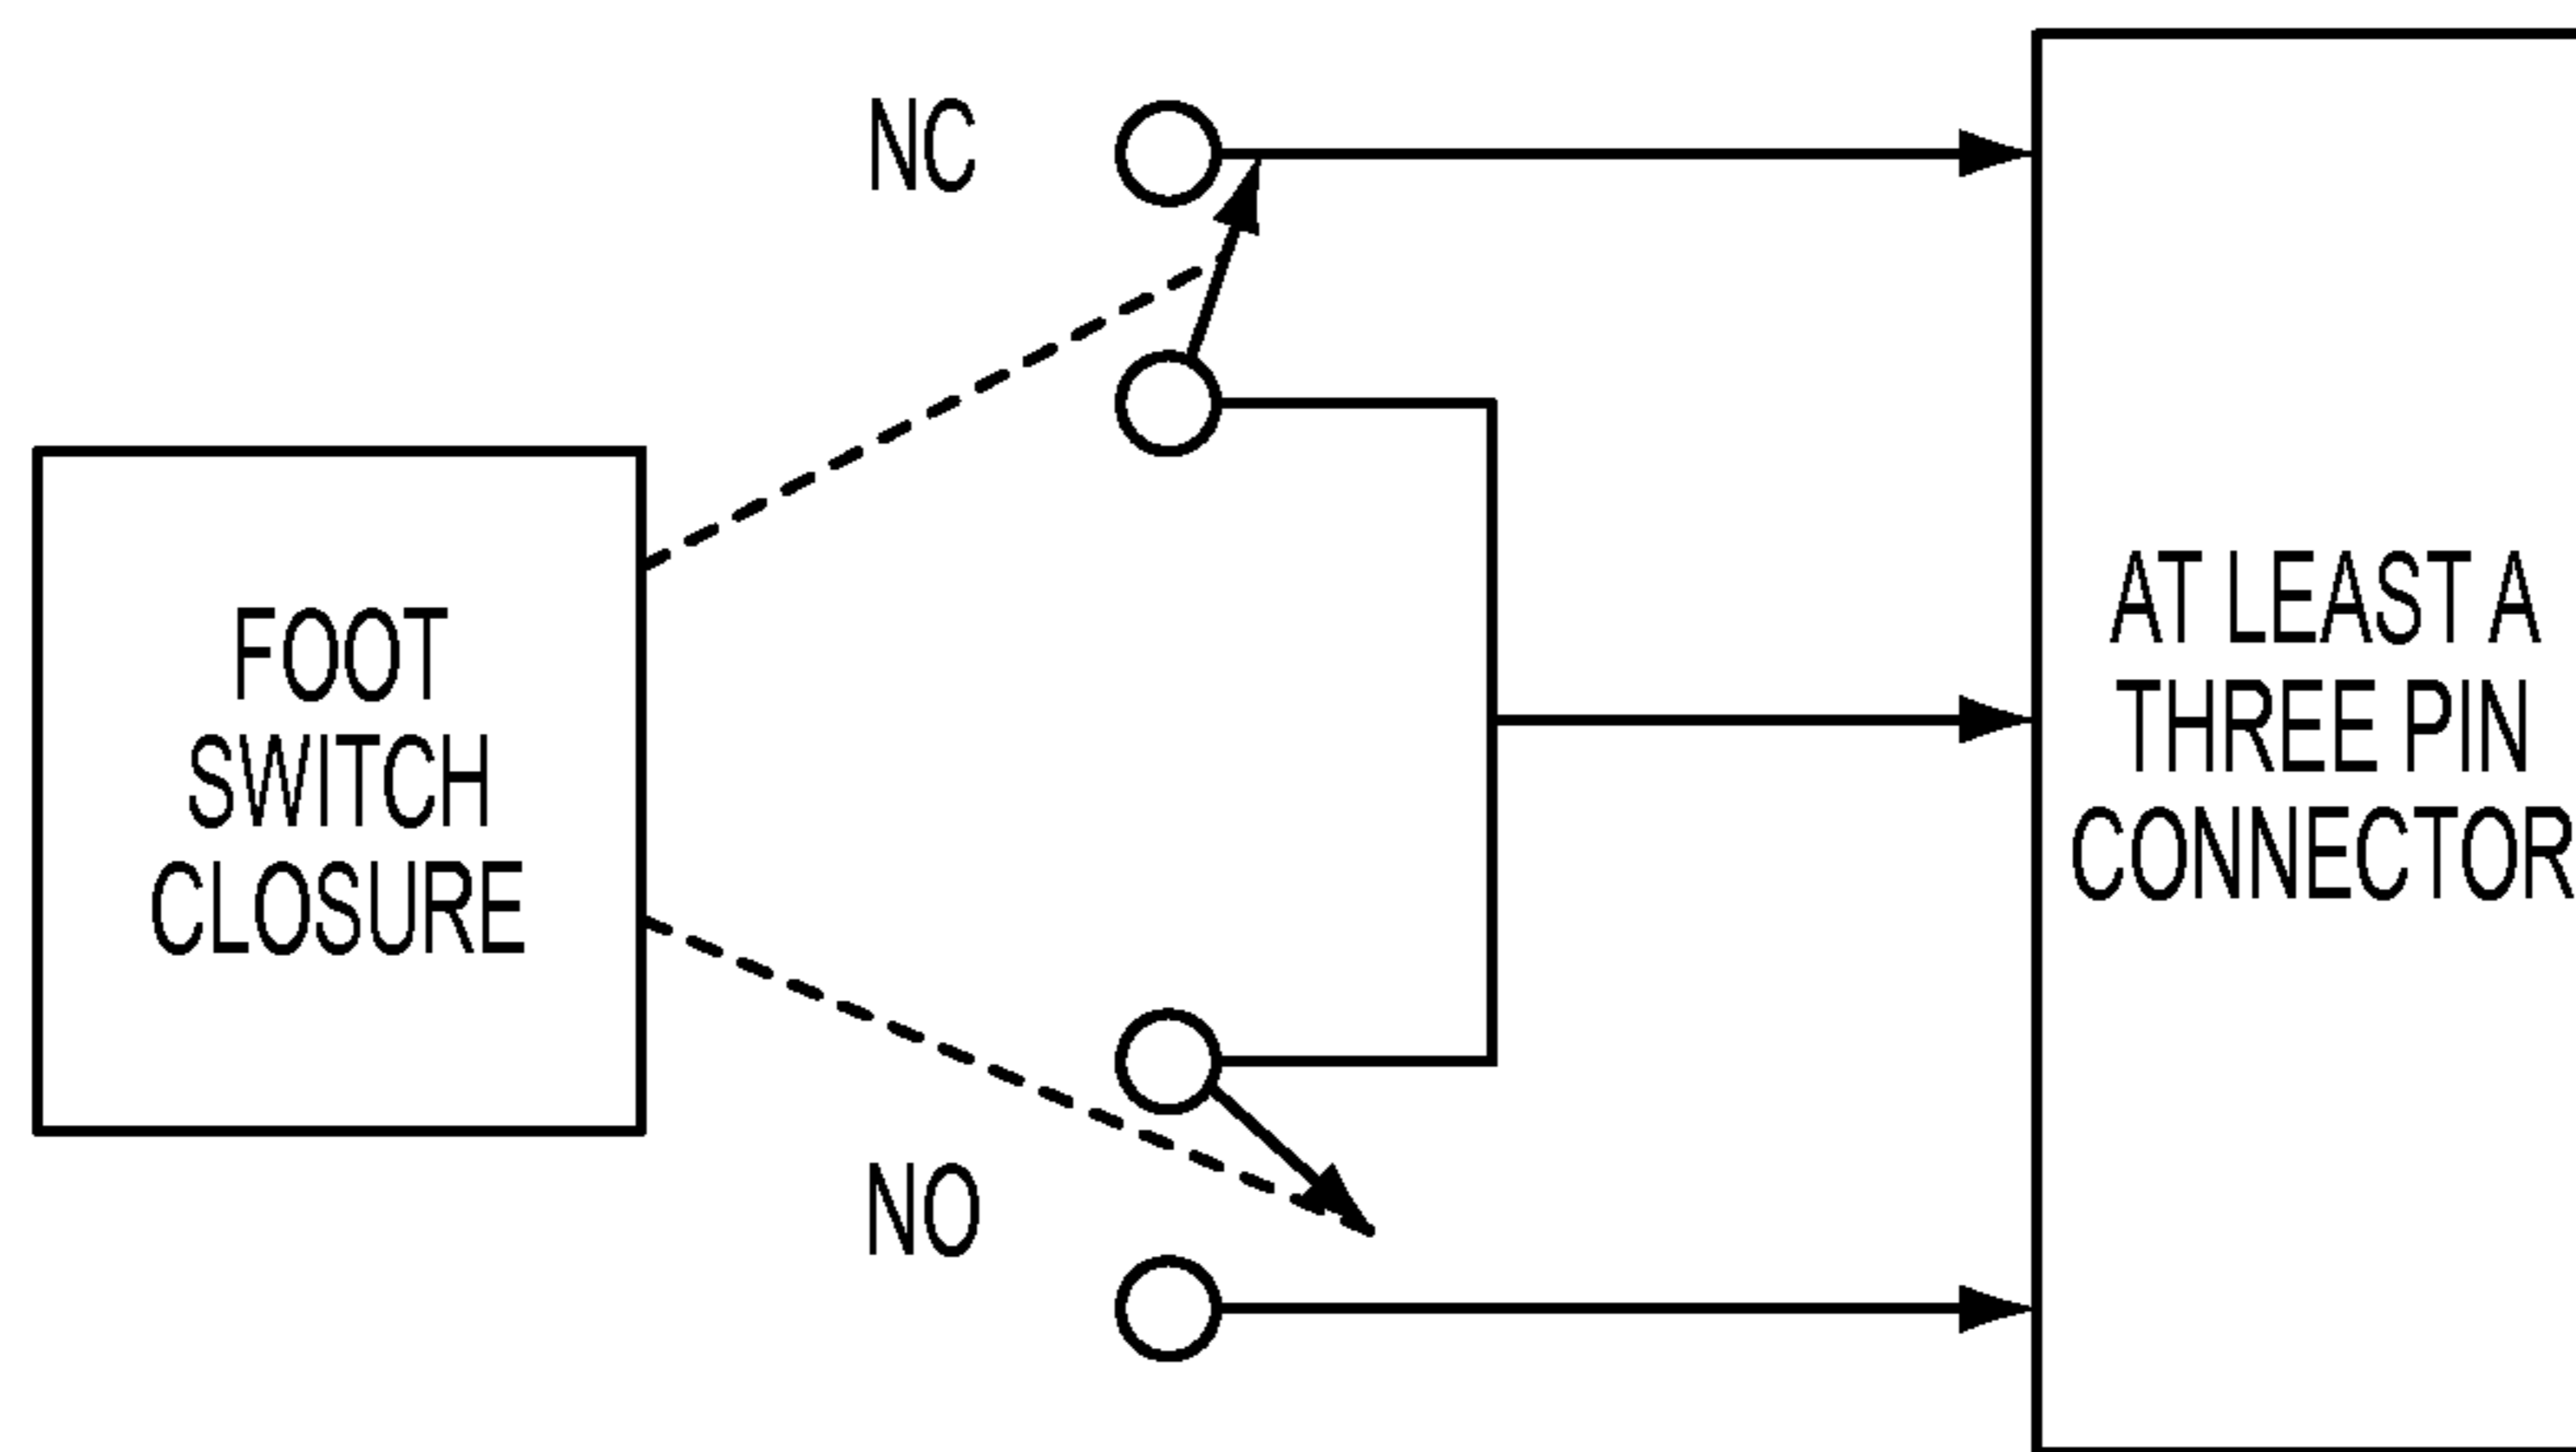 NC
FOOT
SWITCH
CLOSURE
AT LEAST A
THREE PIN
CONNECTOR
NO